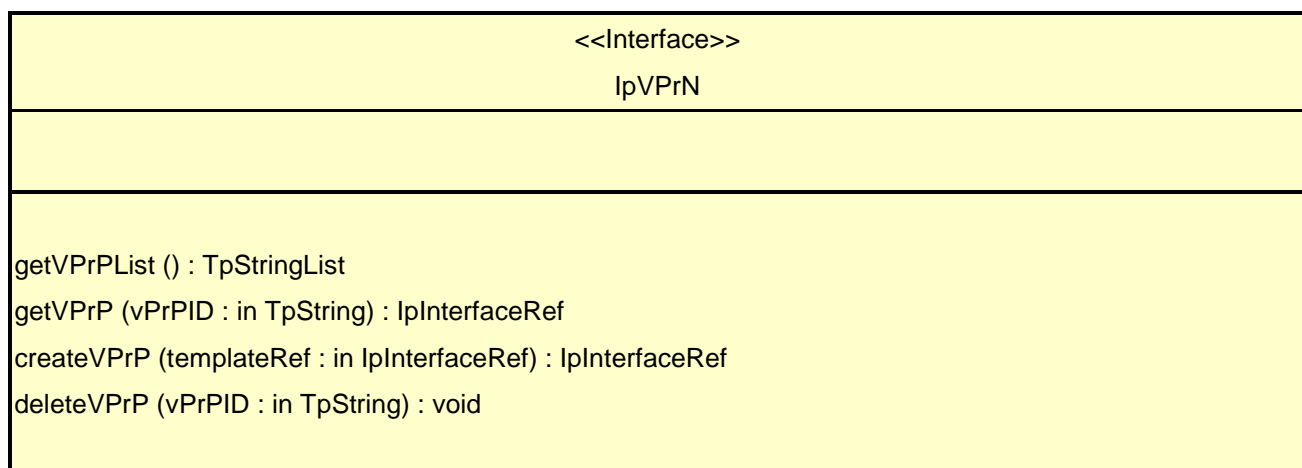 <<Interface>>
IpVPrN
getVPrPList () : TpStringList
getVPrP (vPrPID : in TpString) : IpInterfaceRef
createVPrP (templateRef : in IpInterfaceRef) : IpInterfaceRef
deleteVPrP (vPrPID : in TpString) : void